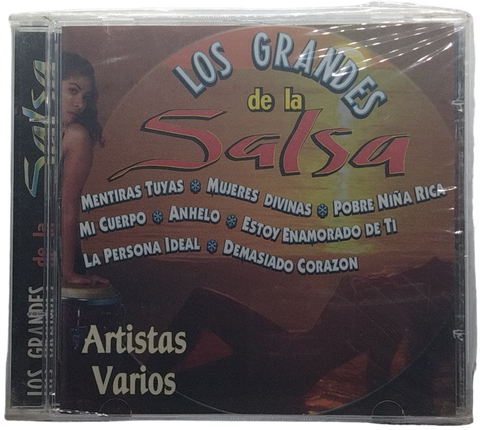 LOS GRANDES
de la
Salsa
MENTIRAS TUYAS * MUJERES DIVINAS * POBRE NIÑA RICA
MI CUERPO * ANHELO * ESTOY ENAMORADO DE TI
LA PERSONA IDEAL * DEMASIADO CORAZON
Artistas
Varios
LOS GRANDES de la Salsa